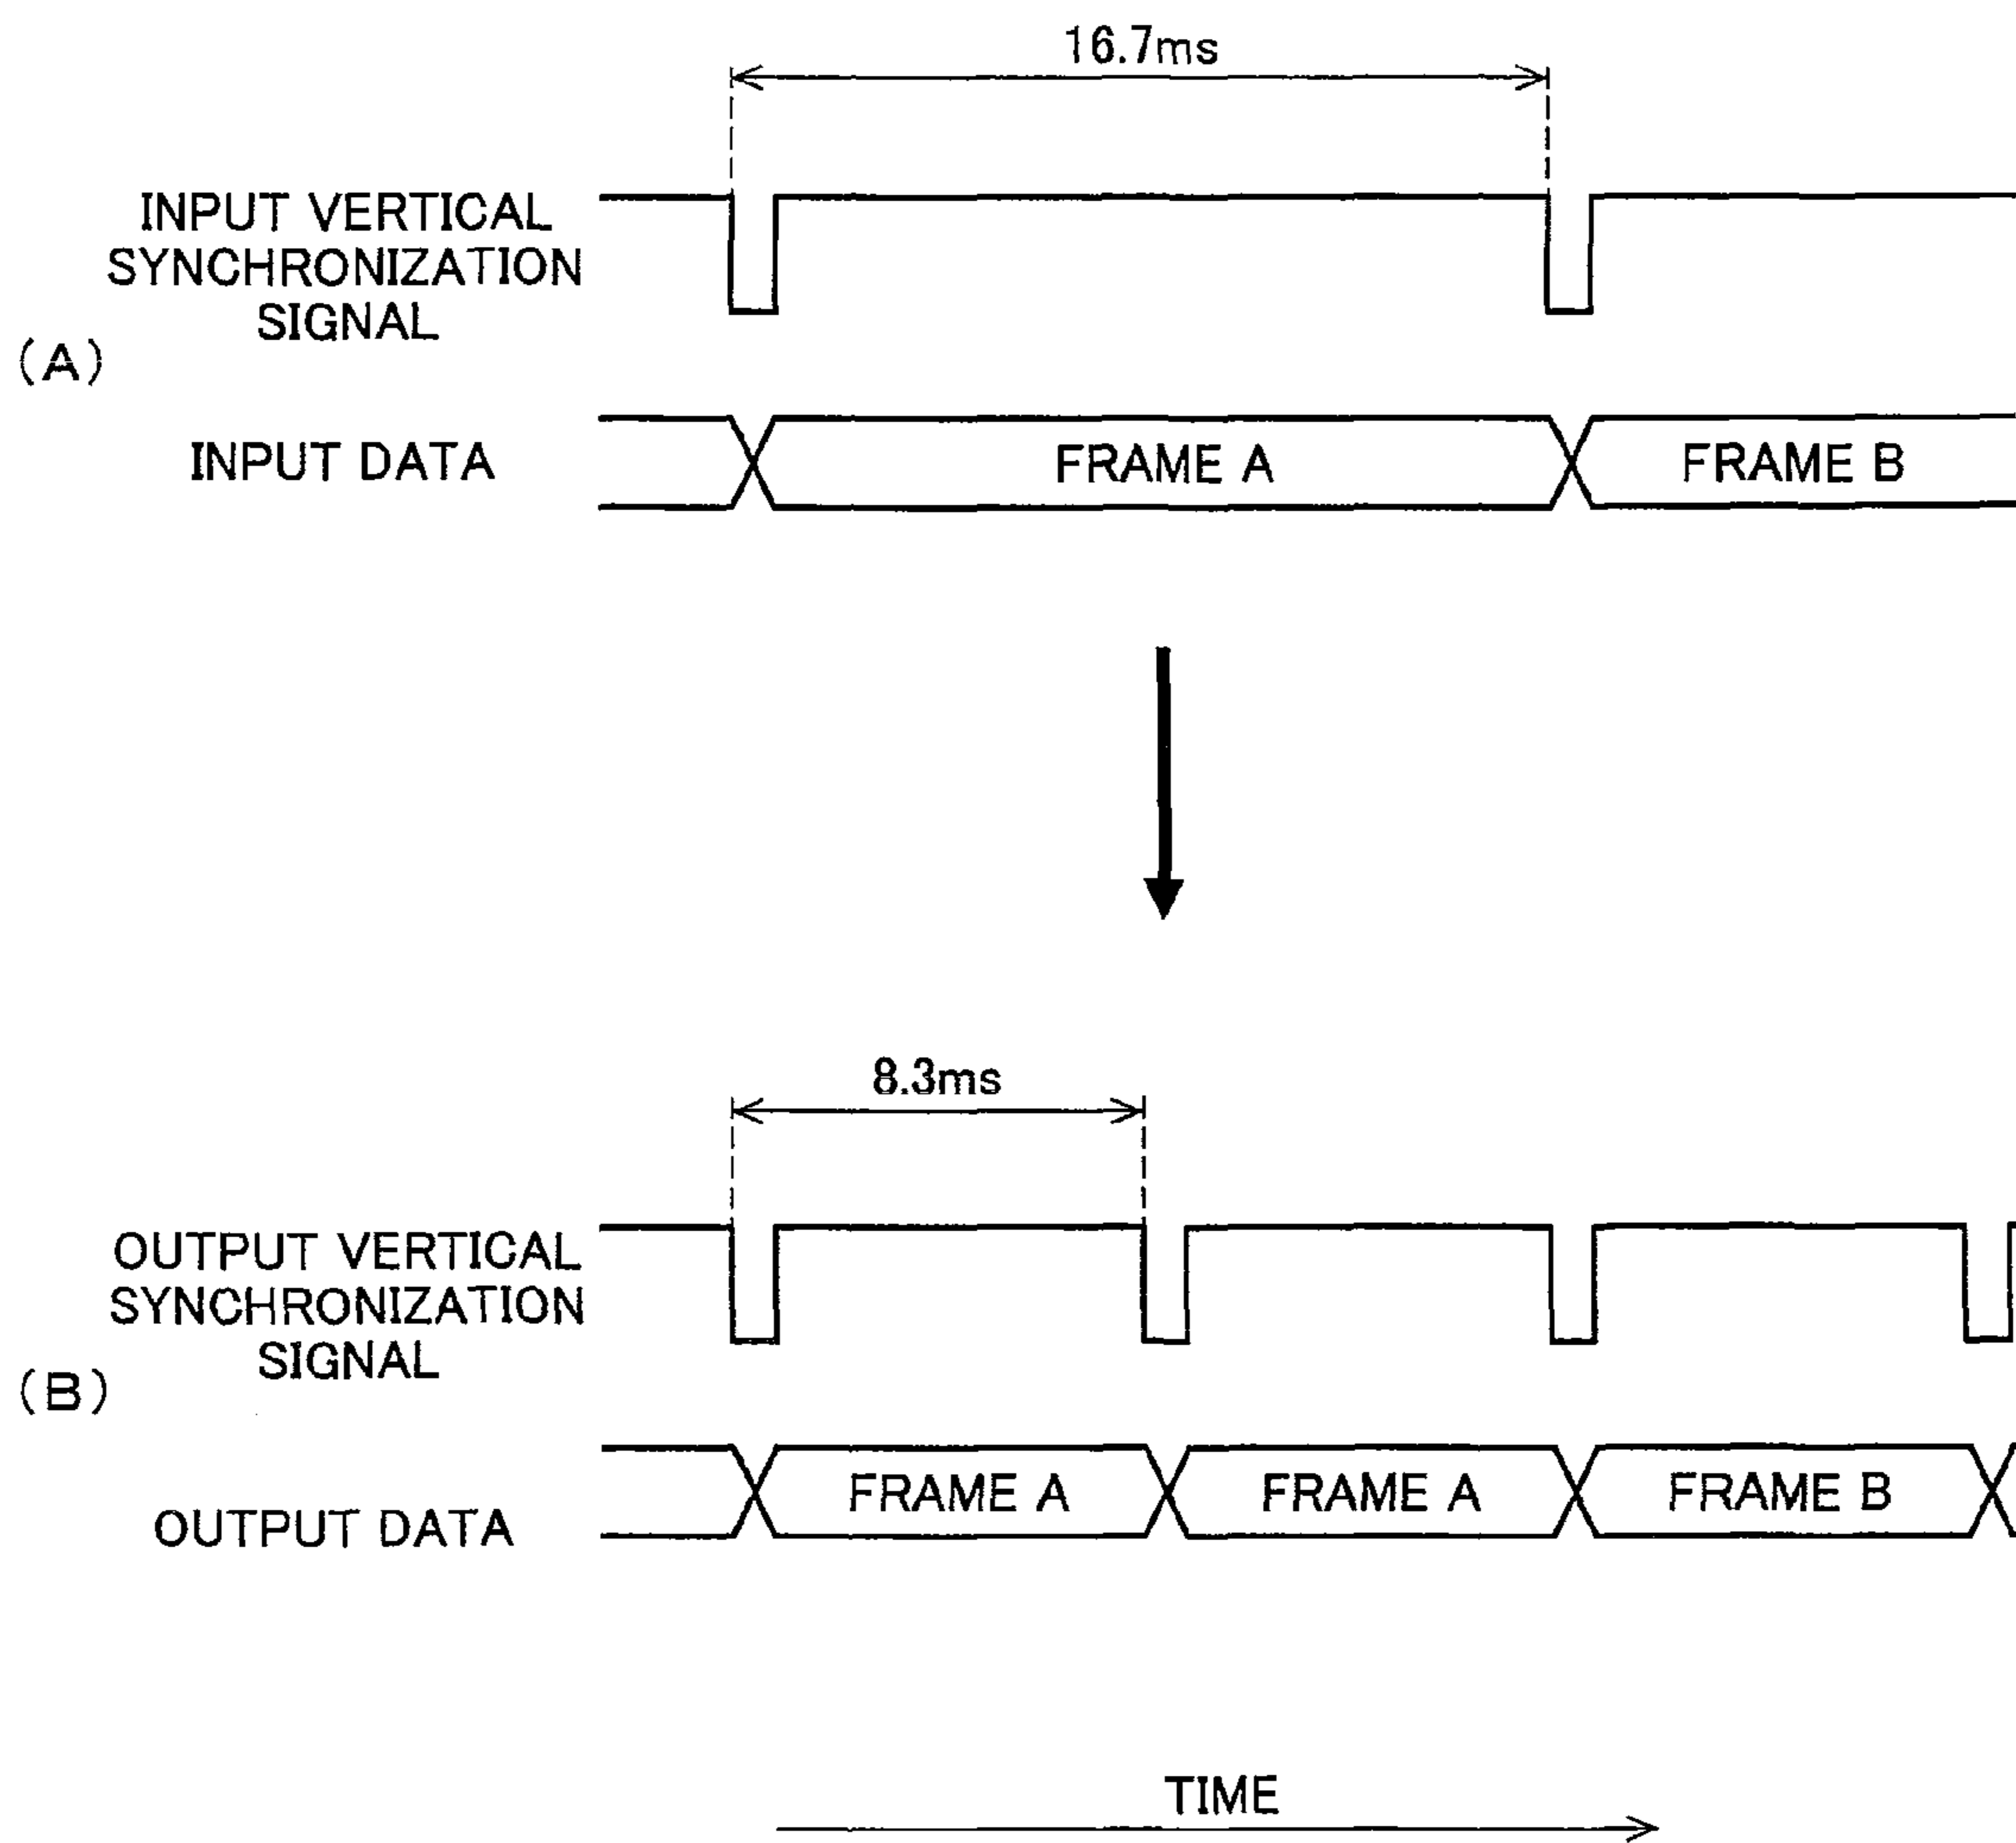 16.7ms
INPUT VERTICAL
SYNCHRONIZATION
SIGNAL
(A)
INPUT DATA
FRAME A
FRAME B
8.3ms
OUTPUT VERTICAL
SYNCHRONIZATION
SIGNAL
(B)
FRAME A
FRAME A
FRAME B
OUTPUT DATA
TIME